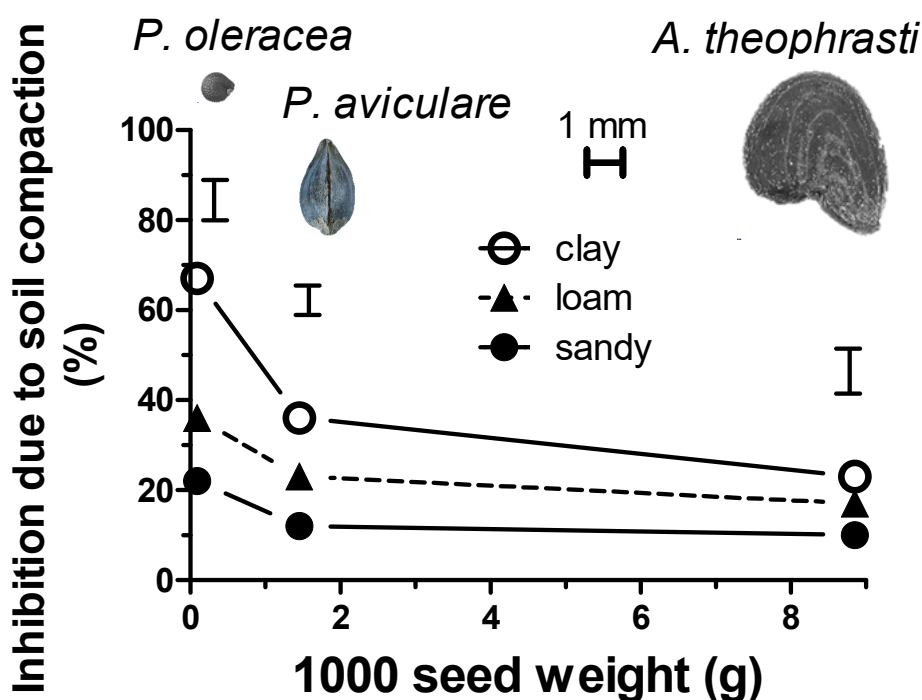 P. oleracea
A. theophrasti
P. aviculare
1 mm
Inhibition due to soil compaction
(%)
100
80
60
40
20
0
clay
loam
sandy
0 2 4 6 8
1000 seed weight (g)